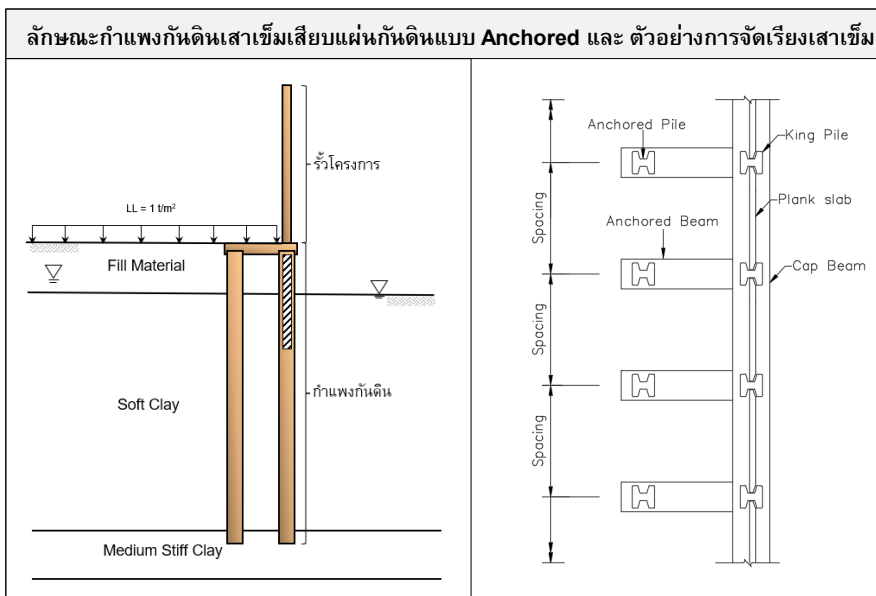 ลักษณะกำแพงกันดินเสาเข็มเสียบแผ่นกันดินแบบ Anchored และ ตัวอย่างการจัดเรียงเสาเข็ม
รั้วโครงการ
LL = 1 t/m²
Fill Material
กำแพงกันดิน
Soft Clay
Medium Stiff Clay
Anchored Pile
King Pile
Spacing
Plank slab
Anchored Beam
Cap Beam
Spacing
Spacing